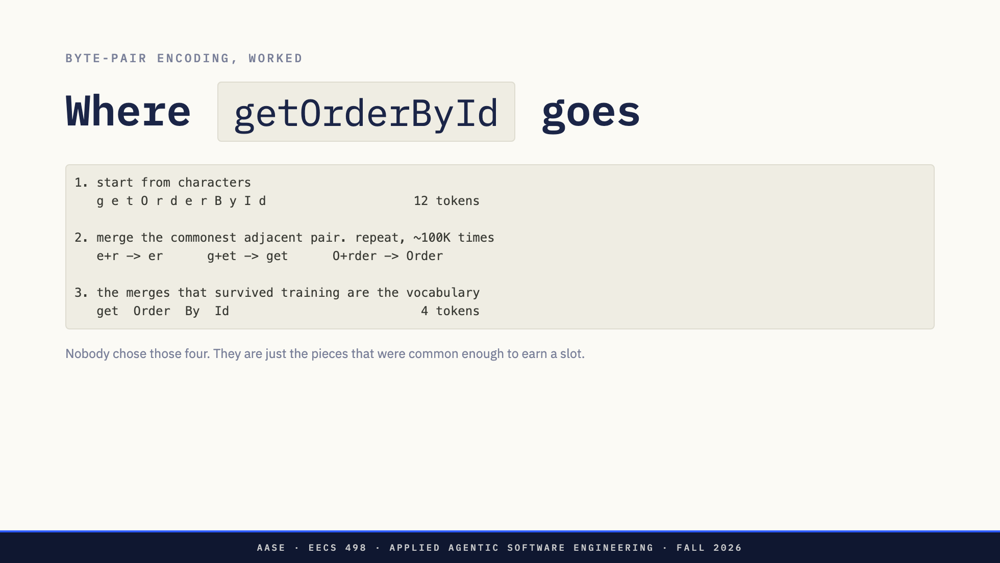 BYTE-PAIR ENCODING, WORKED
Where getOrderById goes
1. start from characters
g e t O r d e r B y I d 12 tokens
2. merge the commonest adjacent pair. repeat, ~100K times
e+r -> er g+et -> get O+rder -> Order
3. the merges that survived training are the vocabulary
get Order By Id 4 tokens
Nobody chose those four. They are just the pieces that were common enough to earn a slot.
AASE · EECS 498 · APPLIED AGENTIC SOFTWARE ENGINEERING · FALL 2026